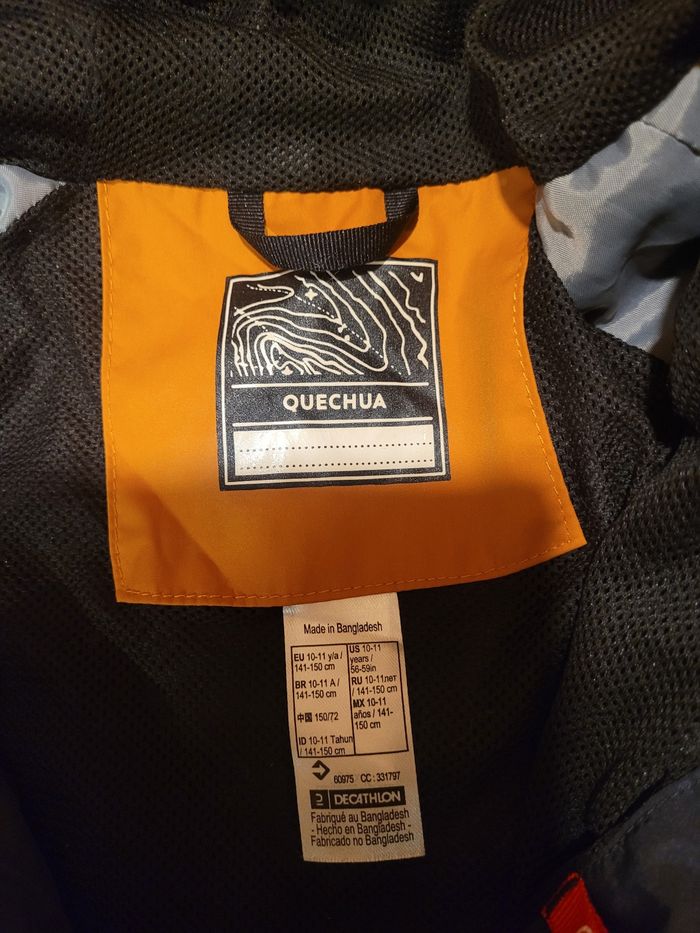 QUECHUA
Made in Bangladesh
EU 10-11 y/a /
141-150 cm
BR 10-11 A /
141-150 cm
中国 150/72
ID 10-11 Tahun
/ 141-150 cm
US 10-11
years /
56-59in
RU 10-11лет
/ 141-150 cm
MX 10-11
años / 141-
150 cm
60975 CC : 331797
DECATHLON
Fabriqué au Bangladesh
- Hecho en Bangladesh -
Fabricado no Bangladesh